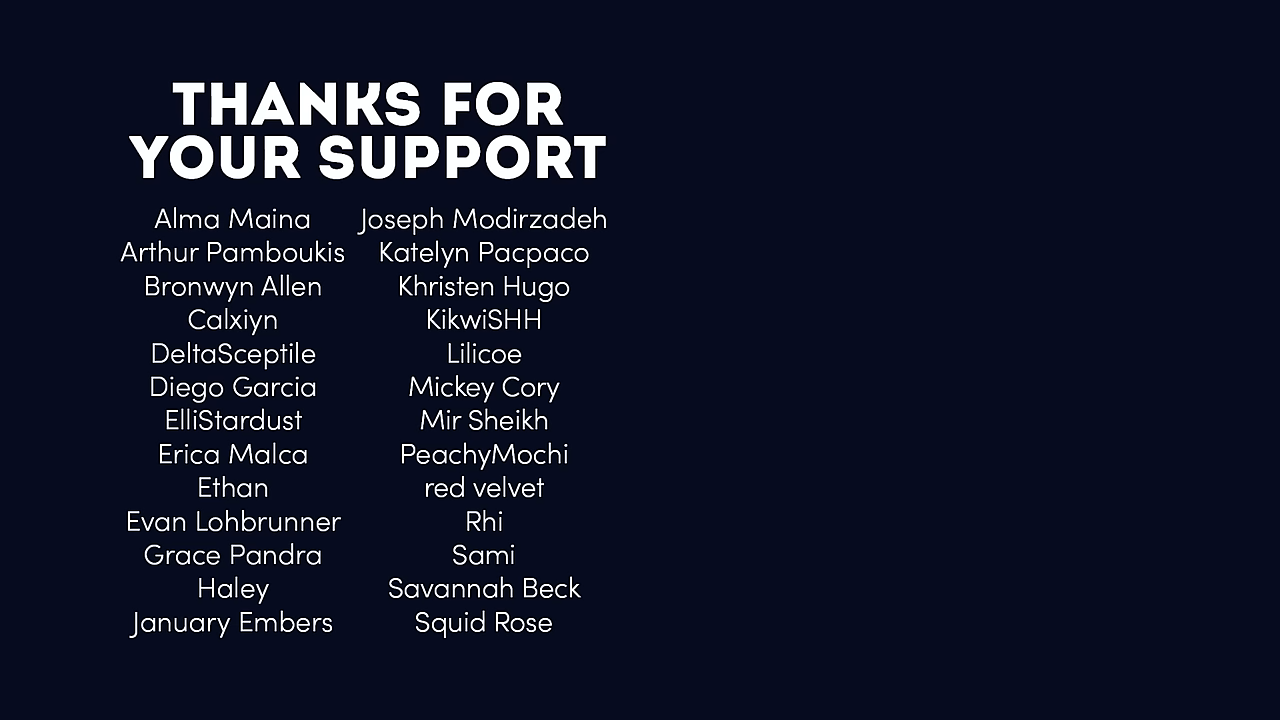 THANKS FOR
YOUR SUPPORT
Alma Maina
Arthur Pamboukis
Bronwyn Allen
Calxiyn
DeltaSceptile
Diego Garcia
ElliStardust
Erica Malca
Ethan
Evan Lohbrunner
Grace Pandra
Haley
January Embers
Joseph Modirzadeh
Katelyn Pacpaco
Khristen Hugo
KikwiSHH
Lilicoe
Mickey Cory
Mir Sheikh
PeachyMochi
red velvet
Rhi
Sami
Savannah Beck
Squid Rose